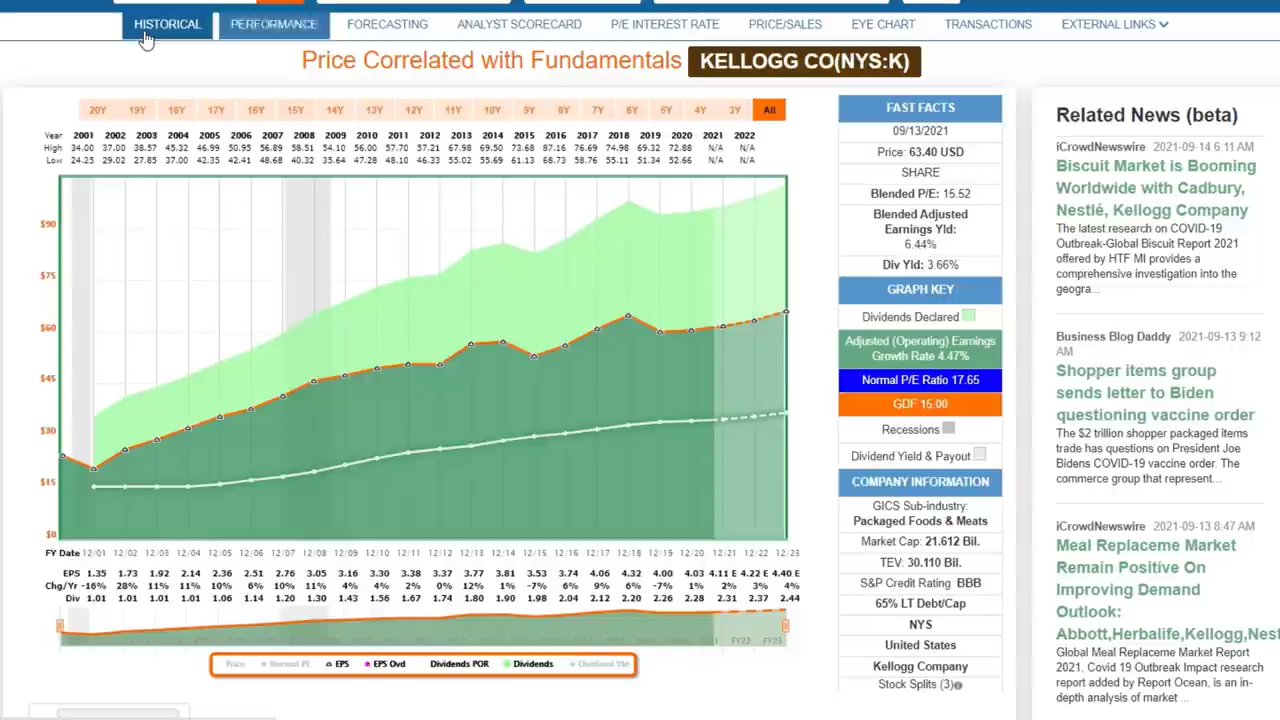 HISTORICAL PERFORMANCE FORECASTING ANALYST SCORECARD P/E INTEREST RATE PRICE/SALES EYE CHART TRANSACTIONS EXTERNAL LINKS
Price Correlated with Fundamentals KELLOGG CO(NYS:K)
20Y 19Y 18Y 17Y 16Y 15Y 14Y 13Y 12Y 11Y 10Y 9Y 8Y 7Y 6Y 5Y 4Y 3Y All
Year 2001 2002 2003 2004 2005 2006 2007 2008 2009 2010 2011 2012 2013 2014 2015 2016 2017 2018 2019 2020 2021 2022
High 34.00 37.00 38.57 45.32 46.99 50.95 56.89 58.51 54.10 56.00 57.70 57.21 67.98 69.50 73.68 87.16 76.69 74.98 69.32 72.88 N/A N/A
Low 24.25 29.02 27.85 37.00 42.35 42.41 48.68 40.32 35.64 47.28 48.10 46.33 55.02 55.69 61.13 68.73 58.76 55.11 51.34 52.66 N/A N/A
$90
$75
$60
$45
$30
$15
$0
FY Date 12/01 12/02 12/03 12/04 12/05 12/06 12/07 12/08 12/09 12/10 12/11 12/12 12/13 12/14 12/15 12/16 12/17 12/18 12/19 12/20 12/21 12/22 12/23
EPS 1.35 1.73 1.92 2.14 2.36 2.51 2.76 3.05 3.16 3.30 3.38 3.37 3.77 3.81 3.53 3.74 4.06 4.32 4.00 4.03 4.11 E 4.22 E 4.40 E
Chg/Yr -16% 28% 11% 11% 10% 6% 10% 11% 4% 4% 2% 0% 12% 1% -7% 6% 9% 6% -7% 1% 2% 3% 4%
Div 1.01 1.01 1.01 1.01 1.06 1.14 1.20 1.30 1.43 1.56 1.67 1.74 1.80 1.90 1.98 2.04 2.12 2.20 2.26 2.28 2.31 2.37 2.44
FY22 FY23
Price Normal PE EPS EPS Ovd Dividends POR Dividends Dividend Yld
FAST FACTS
09/13/2021
Price: 63.40 USD
SHARE
Blended P/E: 15.52
Blended Adjusted
Earnings Yld:
6.44%
Div Yld: 3.66%
GRAPH KEY
Dividends Declared
Adjusted (Operating) Earnings
Growth Rate 4.47%
Normal P/E Ratio 17.65
GDF 15.00
Recessions
Dividend Yield & Payout
COMPANY INFORMATION
GICS Sub-industry:
Packaged Foods & Meats
Market Cap: 21.612 Bil.
TEV: 30.110 Bil.
S&P Credit Rating BBB
65% LT Debt/Cap
NYS
United States
Kellogg Company
Stock Splits (3)
Related News (beta)
iCrowdNewswire 2021-09-14 6:11 AM
Biscuit Market is Booming
Worldwide with Cadbury,
Nestlé, Kellogg Company
The latest research on COVID-19
Outbreak-Global Biscuit Report 2021
offered by HTF MI provides a
comprehensive investigation into the
geogra...
Business Blog Daddy 2021-09-13 9:12
AM
Shopper items group
sends letter to Biden
questioning vaccine order
The $2 trillion shopper packaged items
trade has questions on President Joe
Bidens COVID-19 vaccine order. The
commerce group that represent...
iCrowdNewswire 2021-09-13 8:47 AM
Meal Replaceme Market
Remain Positive On
Improving Demand
Outlook:
Abbott,Herbalife,Kellogg,Nest
Global Meal Replaceme Market Report
2021, Covid 19 Outbreak Impact research
report added by Report Ocean, is an in-
depth analysis of market ...